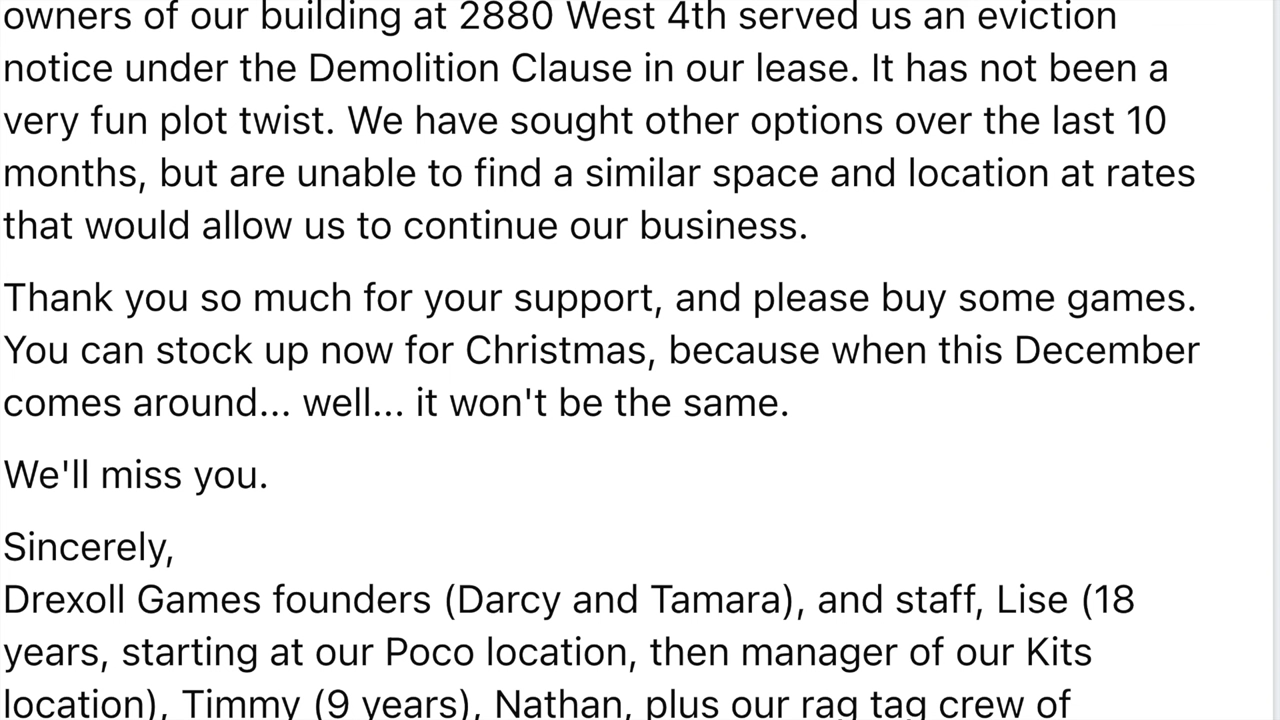 owners of our building at 2880 West 4th served us an eviction
notice under the Demolition Clause in our lease. It has not been a
very fun plot twist. We have sought other options over the last 10
months, but are unable to find a similar space and location at rates
that would allow us to continue our business.
Thank you so much for your support, and please buy some games.
You can stock up now for Christmas, because when this December
comes around... well... it won't be the same.
We'll miss you.
Sincerely,
Drexoll Games founders (Darcy and Tamara), and staff, Lise (18
years, starting at our Poco location, then manager of our Kits
location), Timmy (9 years), Nathan, plus our rag tag crew of